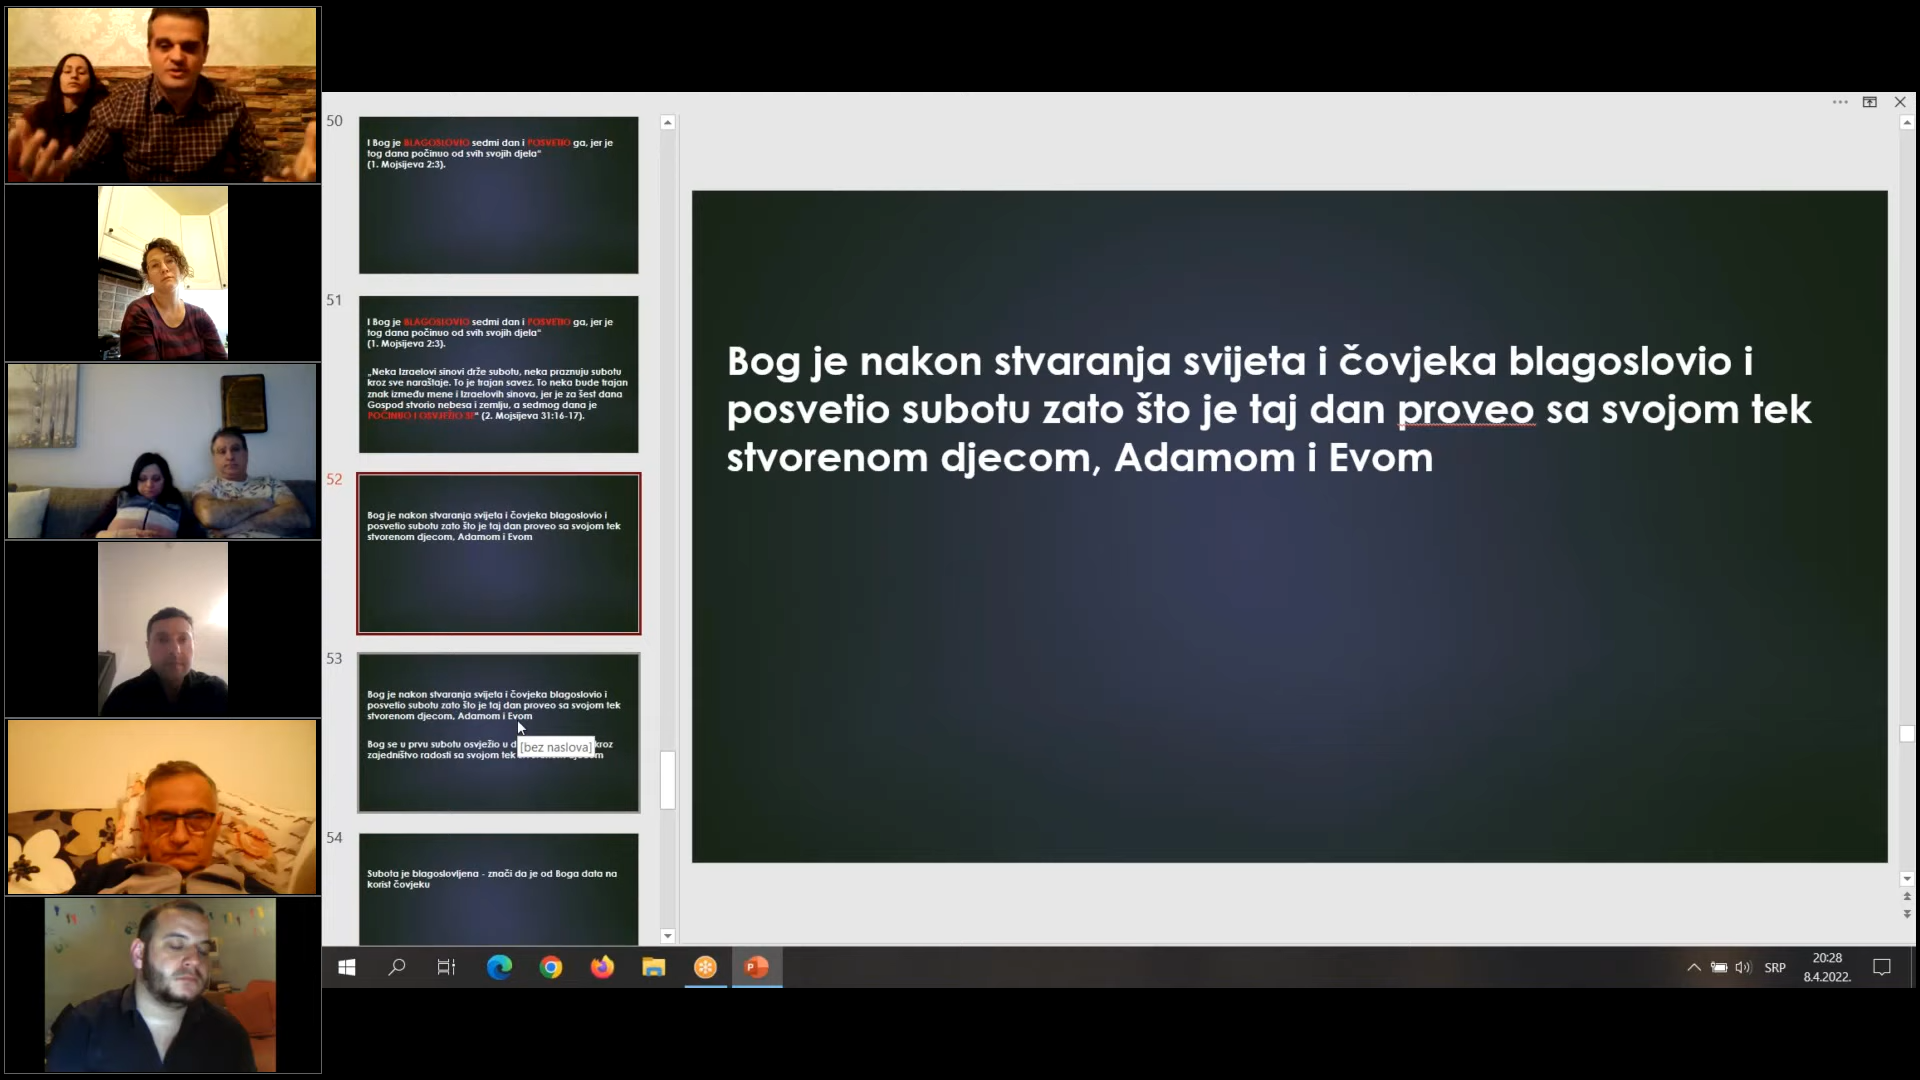 50
I Bog je BLAGOSLOVIO sedmi dan i POSVETIO ga, jer je
tog dana počinuo od svih svojih djela“
(1. Mojsijeva 2:3).
51
I Bog je BLAGOSLOVIO sedmi dan i POSVETIO ga, jer je
tog dana počinuo od svih svojih djela“
(1. Mojsijeva 2:3).
„Neka Izraelovi sinovi drže subotu, neka praznuju subotu
kroz sve naraštaje. To je trajan savez. To neka bude trajan
znak između mene i Izraelovih sinova, jer je za šest dana
Gospod stvorio nebesa i zemlju, a sedmog dana je
POČINUO I OSVJEŽIO SE“ (2. Mojsijeva 31:16-17).
52
Bog je nakon stvaranja svijeta i čovjeka blagoslovio i
posvetio subotu zato što je taj dan proveo sa svojom tek
stvorenom djecom, Adamom i Evom
53
Bog je nakon stvaranja svijeta i čovjeka blagoslovio i
posvetio subotu zato što je taj dan proveo sa svojom tek
stvorenom djecom, Adamom i Evom
Bog se u prvu subotu osvježio u kroz
zajedništvo radosti sa svojom tek
[bez naslova]
54
Subota je blagoslovljena - znači da je od Boga data na
korist čovjeku
Bog je nakon stvaranja svijeta i čovjeka blagoslovio i
posvetio subotu zato što je taj dan proveo sa svojom tek
stvorenom djecom, Adamom i Evom
SRP
20:28
8.4.2022.